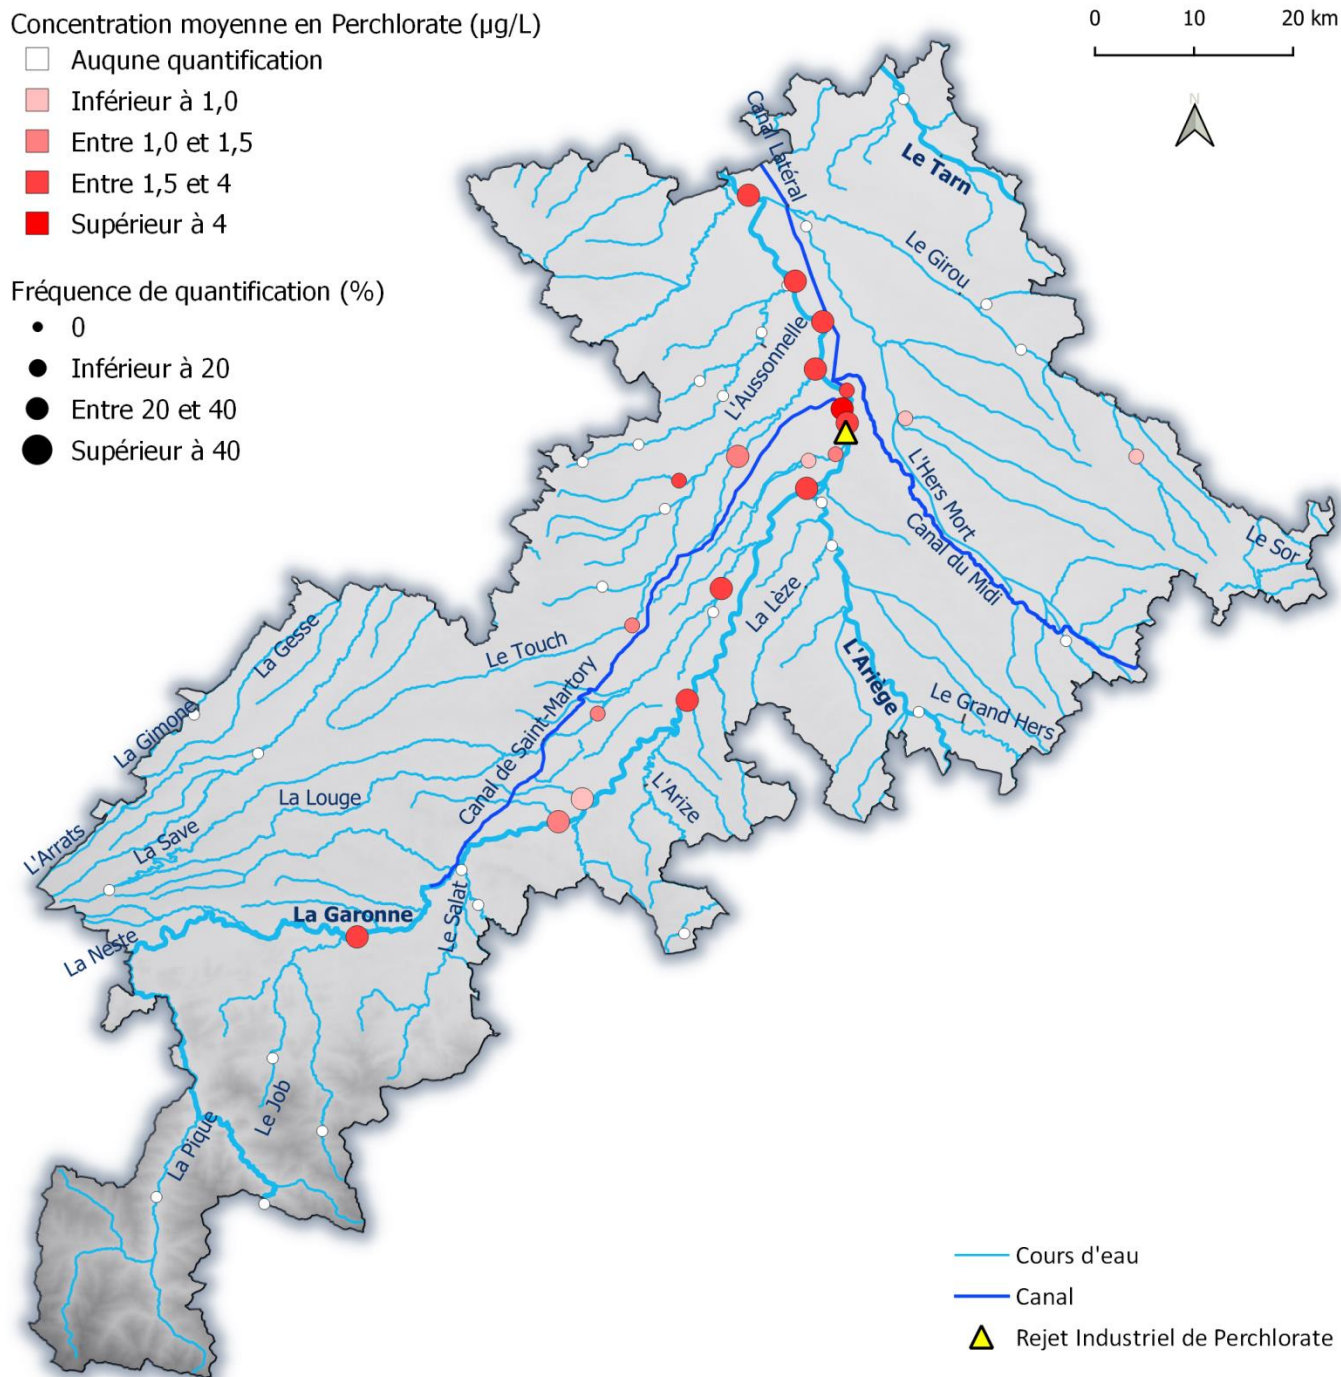 Concentration moyenne en Perchlorate (µg/L)
Auqune quantification
Inférieur à 1,0
Entre 1,0 et 1,5
Entre 1,5 et 4
Supérieur à 4
Fréquence de quantification (%)
0
Inférieur à 20
Entre 20 et 40
Supérieur à 40
0 10 20 km
N
Canal Latéral
Le Tarn
Le Girou
L'Aussonnelle
L'Hers Mort
Canal du Midi
Le Sor
La Lèze
L'Ariège
Le Grand Hers
La Gesse
Le Touch
La Gimone
Canal de Saint-Martory
La Louge
L'Arize
L'Arrats
La Save
La Garonne
Le Salat
La Neste
Le Job
La Pique
Cours d'eau
Canal
Rejet Industriel de Perchlorate